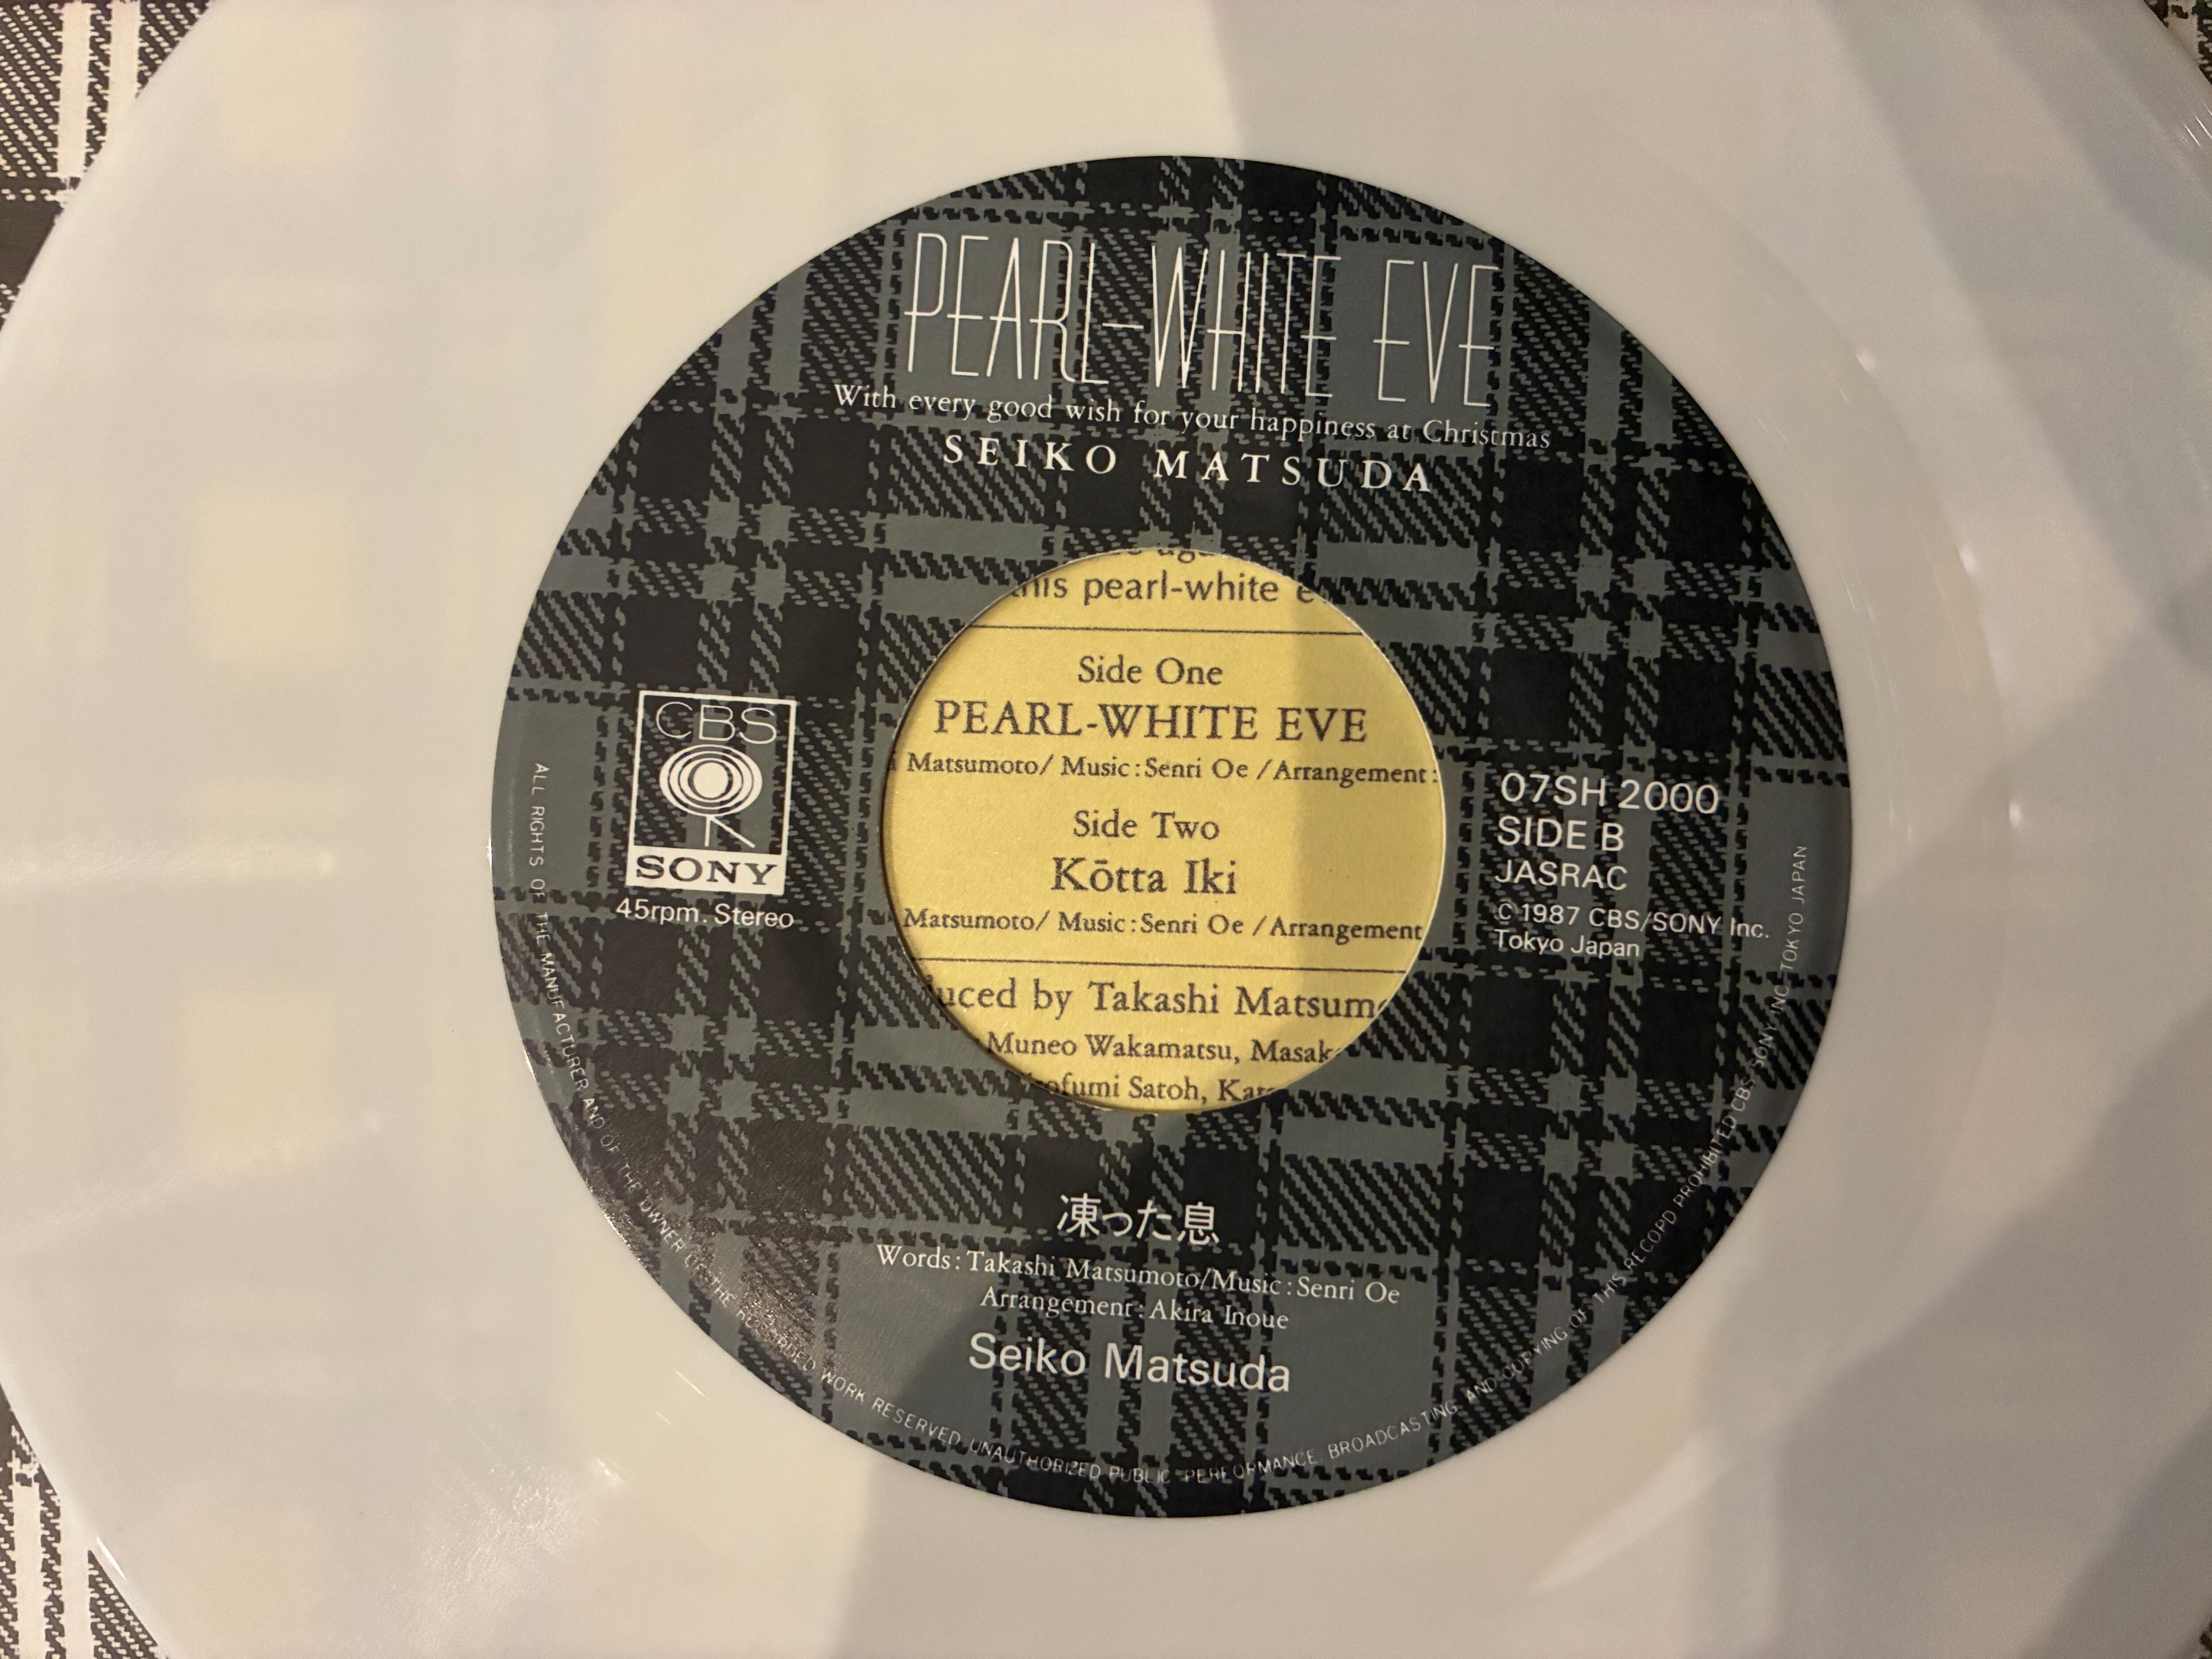 PEARL-WHITE EVE
With every good wish for your happiness at Christmas
SEIKO MATSUDA
pearl-white
Side One
PEARL-WHITE EVE
Matsumoto/ Music:Senri Oe /Arrangement:
Side Two
Kōtta Iki
Matsumoto/ Music:Senri Oe /Arrangement
by Takashi
Muneo Wakamatsu,
Satoh,
CBS
SONY
45rpm. Stereo
07SH 2000
SIDE B
JASRAC
© 1987 CBS/SONY Inc.
Tokyo Japan
凍った息
Words:Takashi Matsumoto/Music:Senri Oe
Arrangement:Akira Inoue
Seiko Matsuda
ALL RIGHTS OF THE MANUFACTURER AND OF THE OWNER OF THE RECORDED WORK RESERVED UNAUTHORIZED PUBLIC PERFORMANCE. BROADCASTING AND COPYING OF THIS RECORD PROHIBITED CBS/SONY INC. TOKYO JAPAN